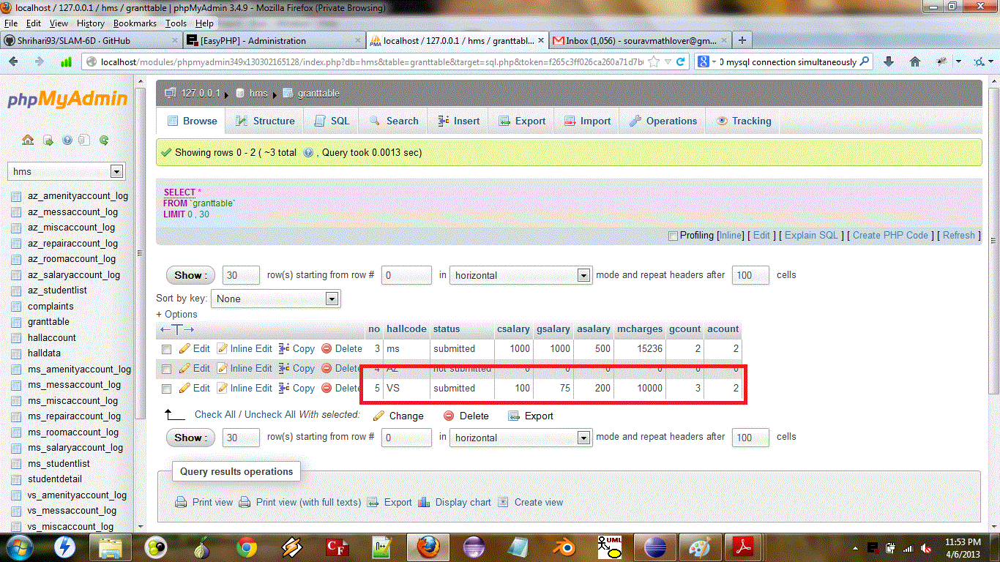 localhost / 127.0.0.1 / hms / granttable | phpMyAdmin 3.4.9 - Mozilla Firefox (Private Browsing)
File Edit View History Bookmarks Tools Help
Shrihari93/SLAM-6D · GitHub [EasyPHP] - Administration localhost / 127.0.0.1 / hms / granttabl... Inbox (1,056) - souravmathlover@gm...
localhost/modules/phpmyadmin349x130302165128/index.php?db=hms&table=granttable&target=sql.php&token=f265c3ff026ca260a71d7b mysql connection simultaneously
phpMyAdmin
127.0.0.1 hms granttable
Browse Structure SQL Search Insert Export Import Operations Tracking
Showing rows 0 - 2 ( ~3 total , Query took 0.0013 sec)
hms
SELECT *
FROM `granttable`
LIMIT 0 , 30
Profiling [Inline] [ Edit ] [ Explain SQL ] [ Create PHP Code ] [ Refresh ]
az_amenityaccount_log
az_messaccount_log
az_miscaccount_log
az_repairaccount_log
az_roomaccount_log
az_salaryaccount_log
az_studentlist
complaints
granttable
hallaccount
halldata
ms_amenityaccount_log
ms_messaccount_log
ms_miscaccount_log
ms_repairaccount_log
ms_roomaccount_log
ms_salaryaccount_log
ms_studentlist
studentdetail
vs_amenityaccount_log
vs_messaccount_log
vs_miscaccount_log
Show : 30 row(s) starting from row # 0 in horizontal mode and repeat headers after 100 cells
Sort by key: None
+ Options
no hallcode status csalary gsalary asalary mcharges gcount acount
Edit Inline Edit Copy Delete 3 ms submitted 1000 1000 500 15236 2 2
Edit Inline Edit Copy Delete 4 AZ not submitted 0 0 0 0 0 0
Edit Inline Edit Copy Delete 5 VS submitted 100 75 200 10000 3 2
Check All / Uncheck All With selected: Change Delete Export
Show : 30 row(s) starting from row # 0 in horizontal mode and repeat headers after 100 cells
Query results operations
Print view Print view (with full texts) Export Display chart Create view
11:53 PM
4/6/2013